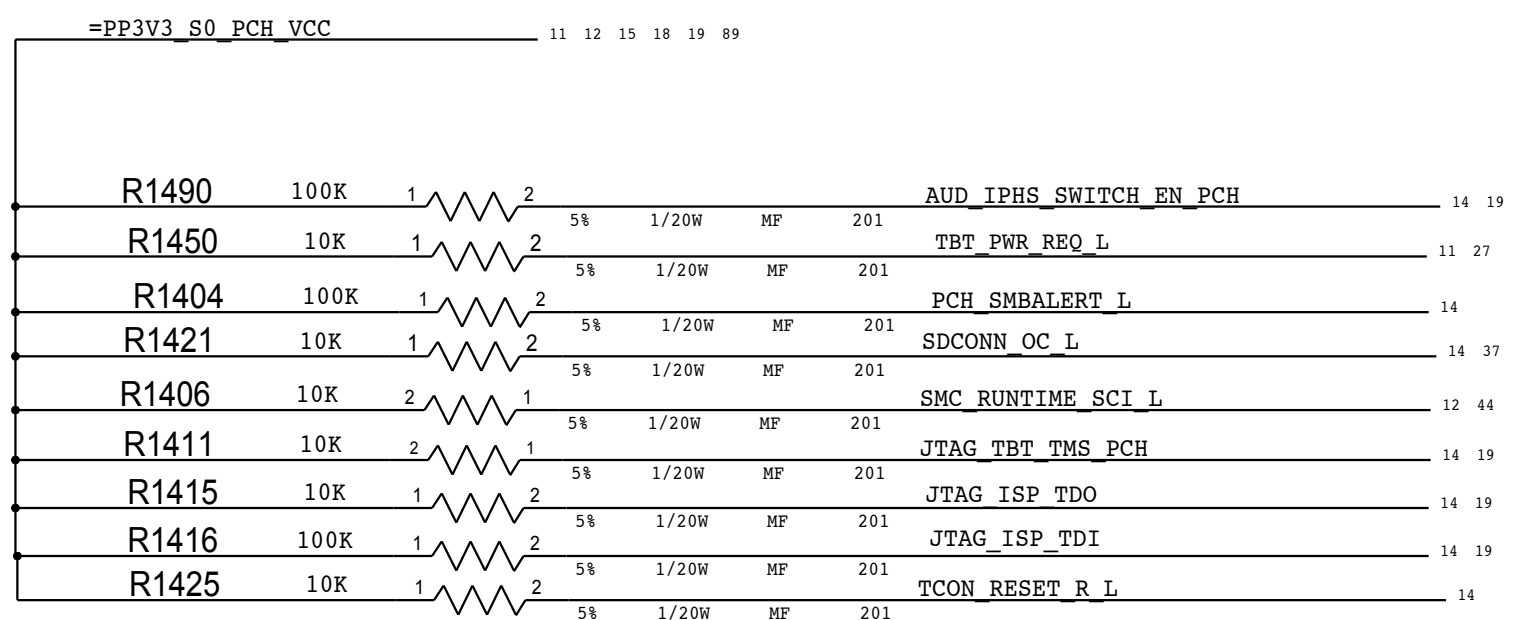 =PP3V3_S0_PCH_VCC 11 12 15 18 19 89
R1490 100K 1 2 5% 1/20W MF 201 AUD_IPHS_SWITCH_EN_PCH 14 19
R1450 10K 1 2 5% 1/20W MF 201 TBT_PWR_REQ_L 11 27
R1404 100K 1 2 5% 1/20W MF 201 PCH_SMBALERT_L 14
R1421 10K 1 2 5% 1/20W MF 201 SDCONN_OC_L 14 37
R1406 10K 2 1 5% 1/20W MF 201 SMC_RUNTIME_SCI_L 12 44
R1411 10K 2 1 5% 1/20W MF 201 JTAG_TBT_TMS_PCH 14 19
R1415 10K 1 2 5% 1/20W MF 201 JTAG_ISP_TDO 14 19
R1416 100K 1 2 5% 1/20W MF 201 JTAG_ISP_TDI 14 19
R1425 10K 1 2 5% 1/20W MF 201 TCON_RESET_R_L 14